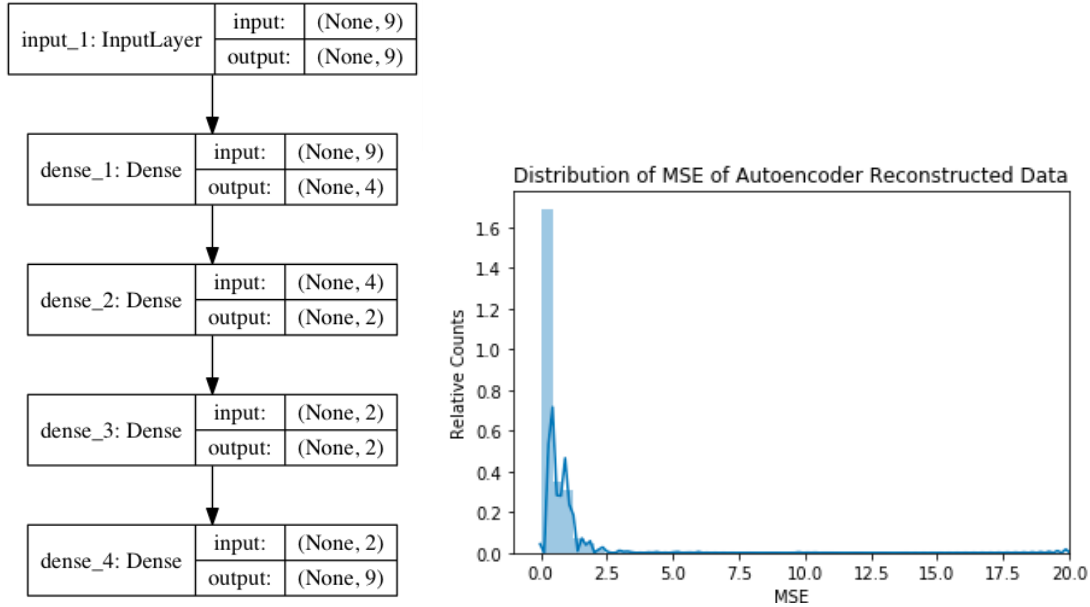 input_1: InputLayer
input: (None, 9)
output: (None, 9)
dense_1: Dense
input: (None, 9)
output: (None, 4)
dense_2: Dense
input: (None, 4)
output: (None, 2)
dense_3: Dense
input: (None, 2)
output: (None, 2)
dense_4: Dense
input: (None, 2)
output: (None, 9)
Distribution of MSE of Autoencoder Reconstructed Data
Relative Counts
1.6
1.4
1.2
1.0
0.8
0.6
0.4
0.2
0.0
0.0 2.5 5.0 7.5 10.0 12.5 15.0 17.5 20.0
MSE